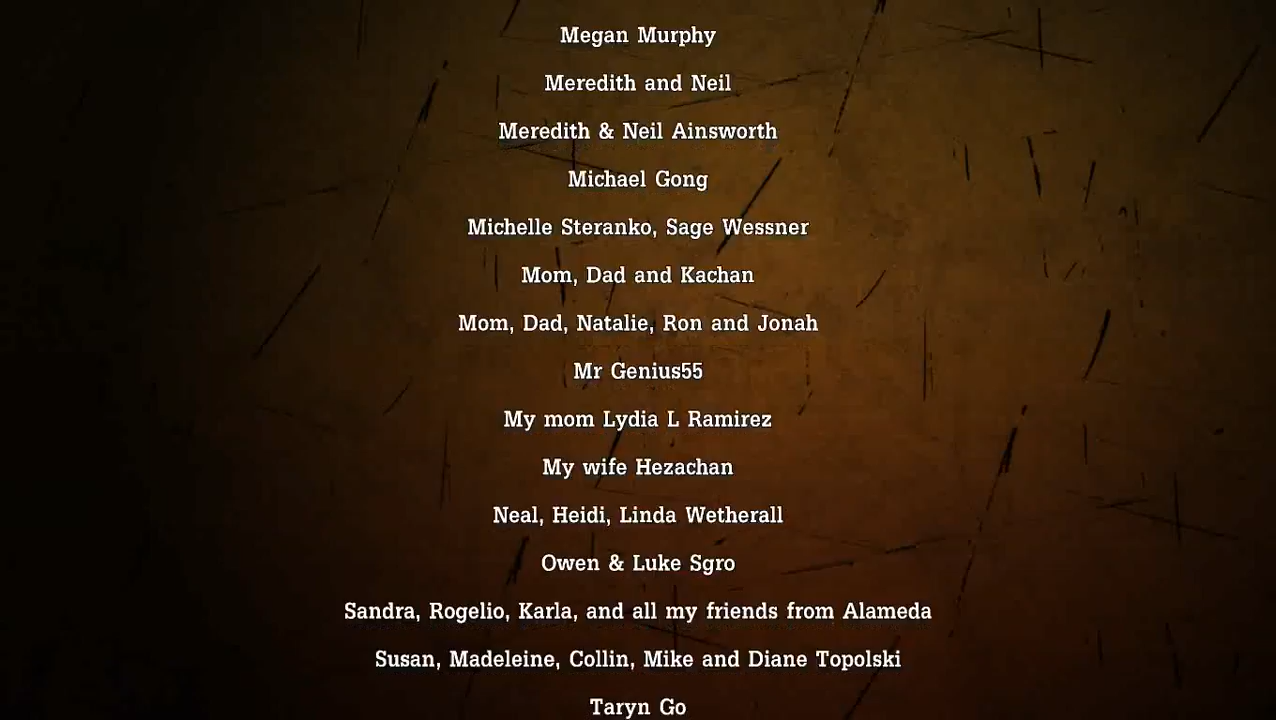 Megan Murphy
Meredith and Neil
Meredith & Neil Ainsworth
Michael Gong
Michelle Steranko, Sage Wessner
Mom, Dad and Kachan
Mom, Dad, Natalie, Ron and Jonah
Mr Genius55
My mom Lydia L Ramirez
My wife Hezachan
Neal, Heidi, Linda Wetherall
Owen & Luke Sgro
Sandra, Rogelio, Karla, and all my friends from Alameda
Susan, Madeleine, Collin, Mike and Diane Topolski
Taryn Go